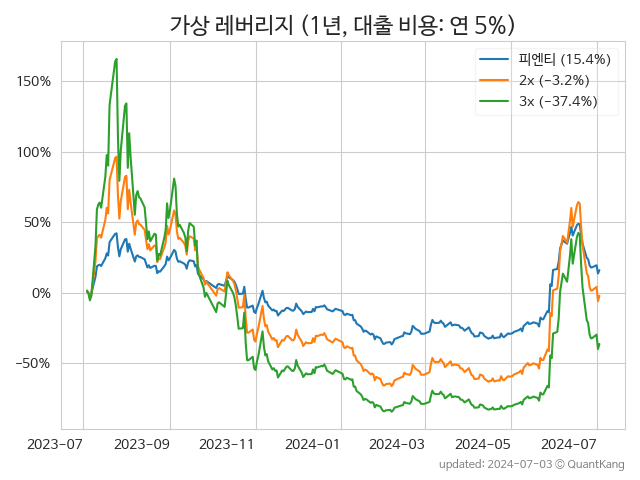 가상 레버리지 (1년, 대출 비용: 연 5%)
피엔티 (15.4%)
2x (−3.2%)
3x (−37.4%)
150%
100%
50%
0%
−50%
2023-07 2023-09 2023-11 2024-01 2024-03 2024-05 2024-07
updated: 2024-07-03 © QuantKang